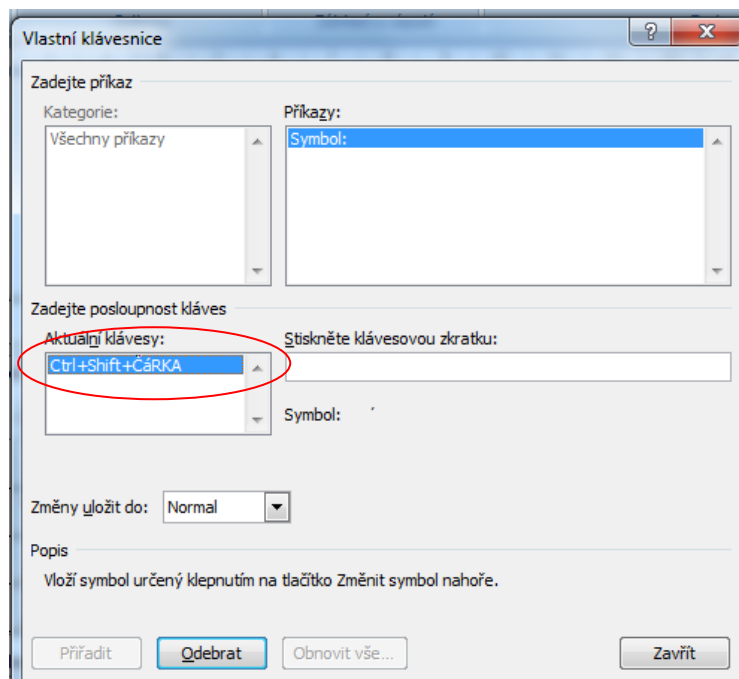 Vlastní klávesnice
Zadejte příkaz
Kategorie:
Příkazy:
Všechny příkazy
Symbol:
Zadejte posloupnost kláves
Aktuální klávesy:
Stiskněte klávesovou zkratku:
Ctrl+Shift+ČáRKA
Symbol: ´
Změny uložit do: Normal
Popis
Vloží symbol určený klepnutím na tlačítko Změnit symbol nahoře.
Přiřadit Odebrat Obnovit vše... Zavřít